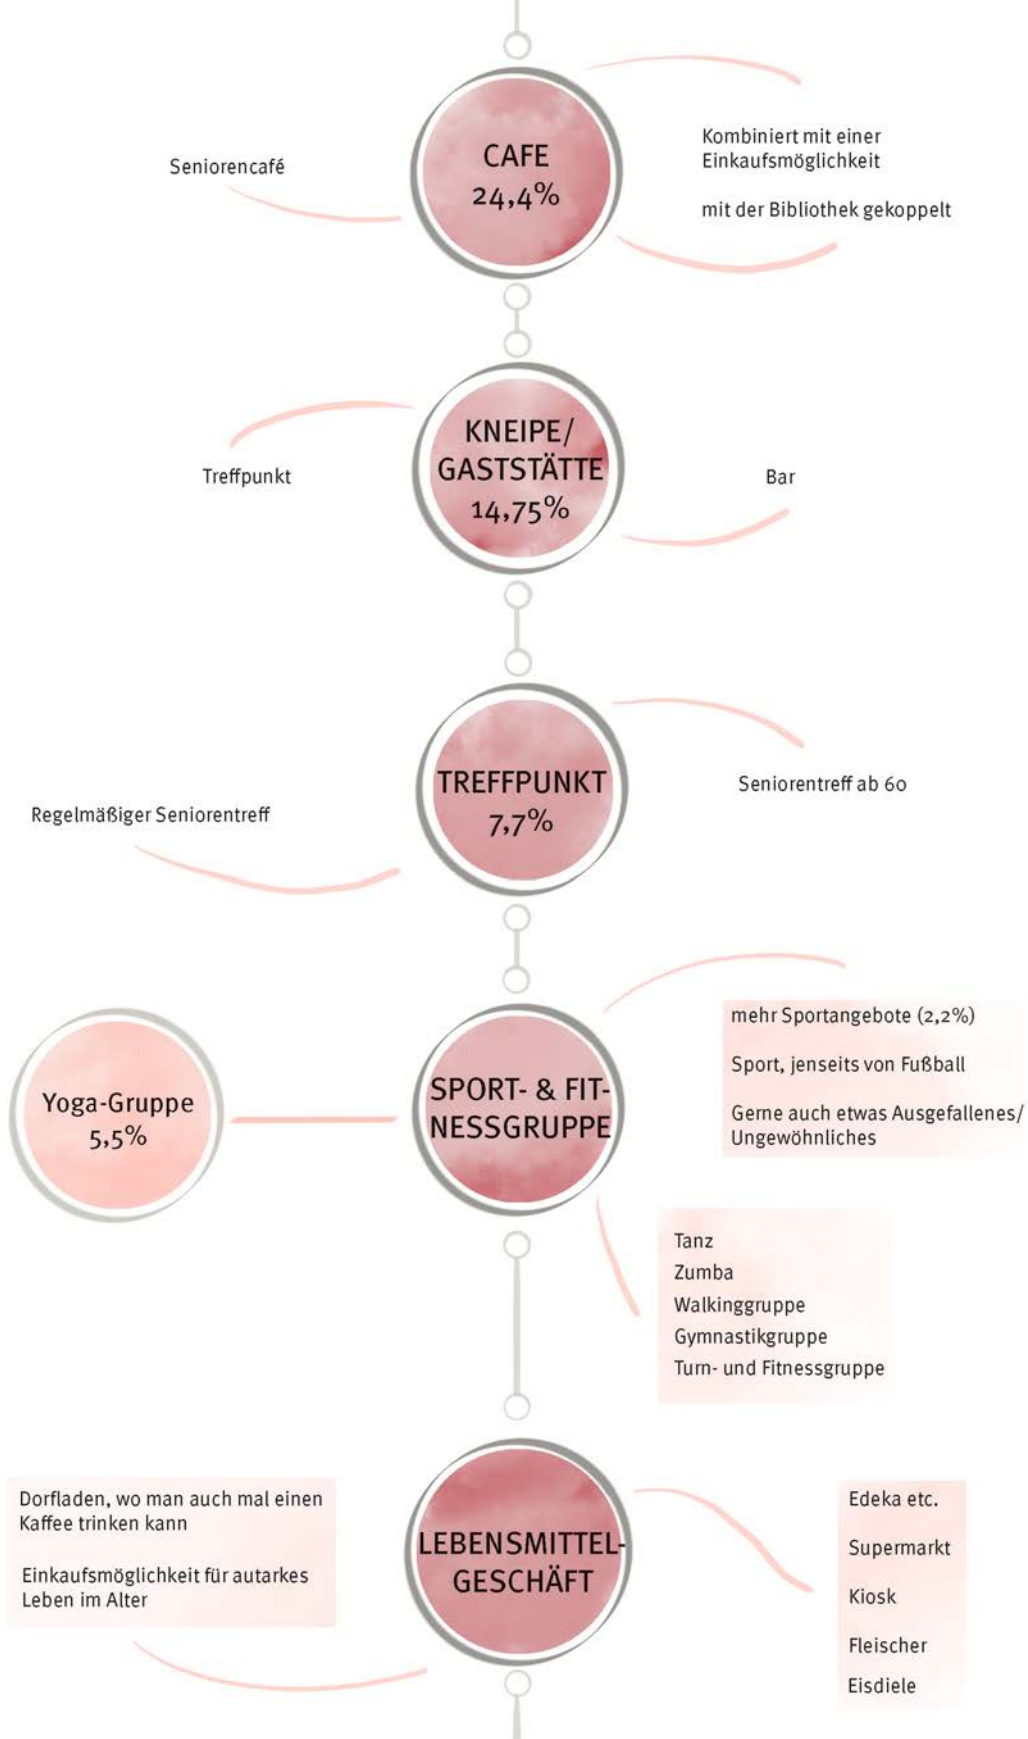 CAFE
24,4%
Seniorencafé
Kombiniert mit einer
Einkaufsmöglichkeit
mit der Bibliothek gekoppelt
KNEIPE/
GASTSTÄTTE
14,75%
Treffpunkt
Bar
TREFFPUNKT
7,7%
Seniorentreff ab 60
Regelmäßiger Seniorentreff
SPORT- & FIT-
NESSGRUPPE
Yoga-Gruppe
5,5%
mehr Sportangebote (2,2%)
Sport, jenseits von Fußball
Gerne auch etwas Ausgefallenes/
Ungewöhnliches
Tanz
Zumba
Walkinggruppe
Gymnastikgruppe
Turn- und Fitnessgruppe
LEBENSMITTEL-
GESCHÄFT
Dorfladen, wo man auch mal einen
Kaffee trinken kann
Einkaufsmöglichkeit für autarkes
Leben im Alter
Edeka etc.
Supermarkt
Kiosk
Fleischer
Eisdiele